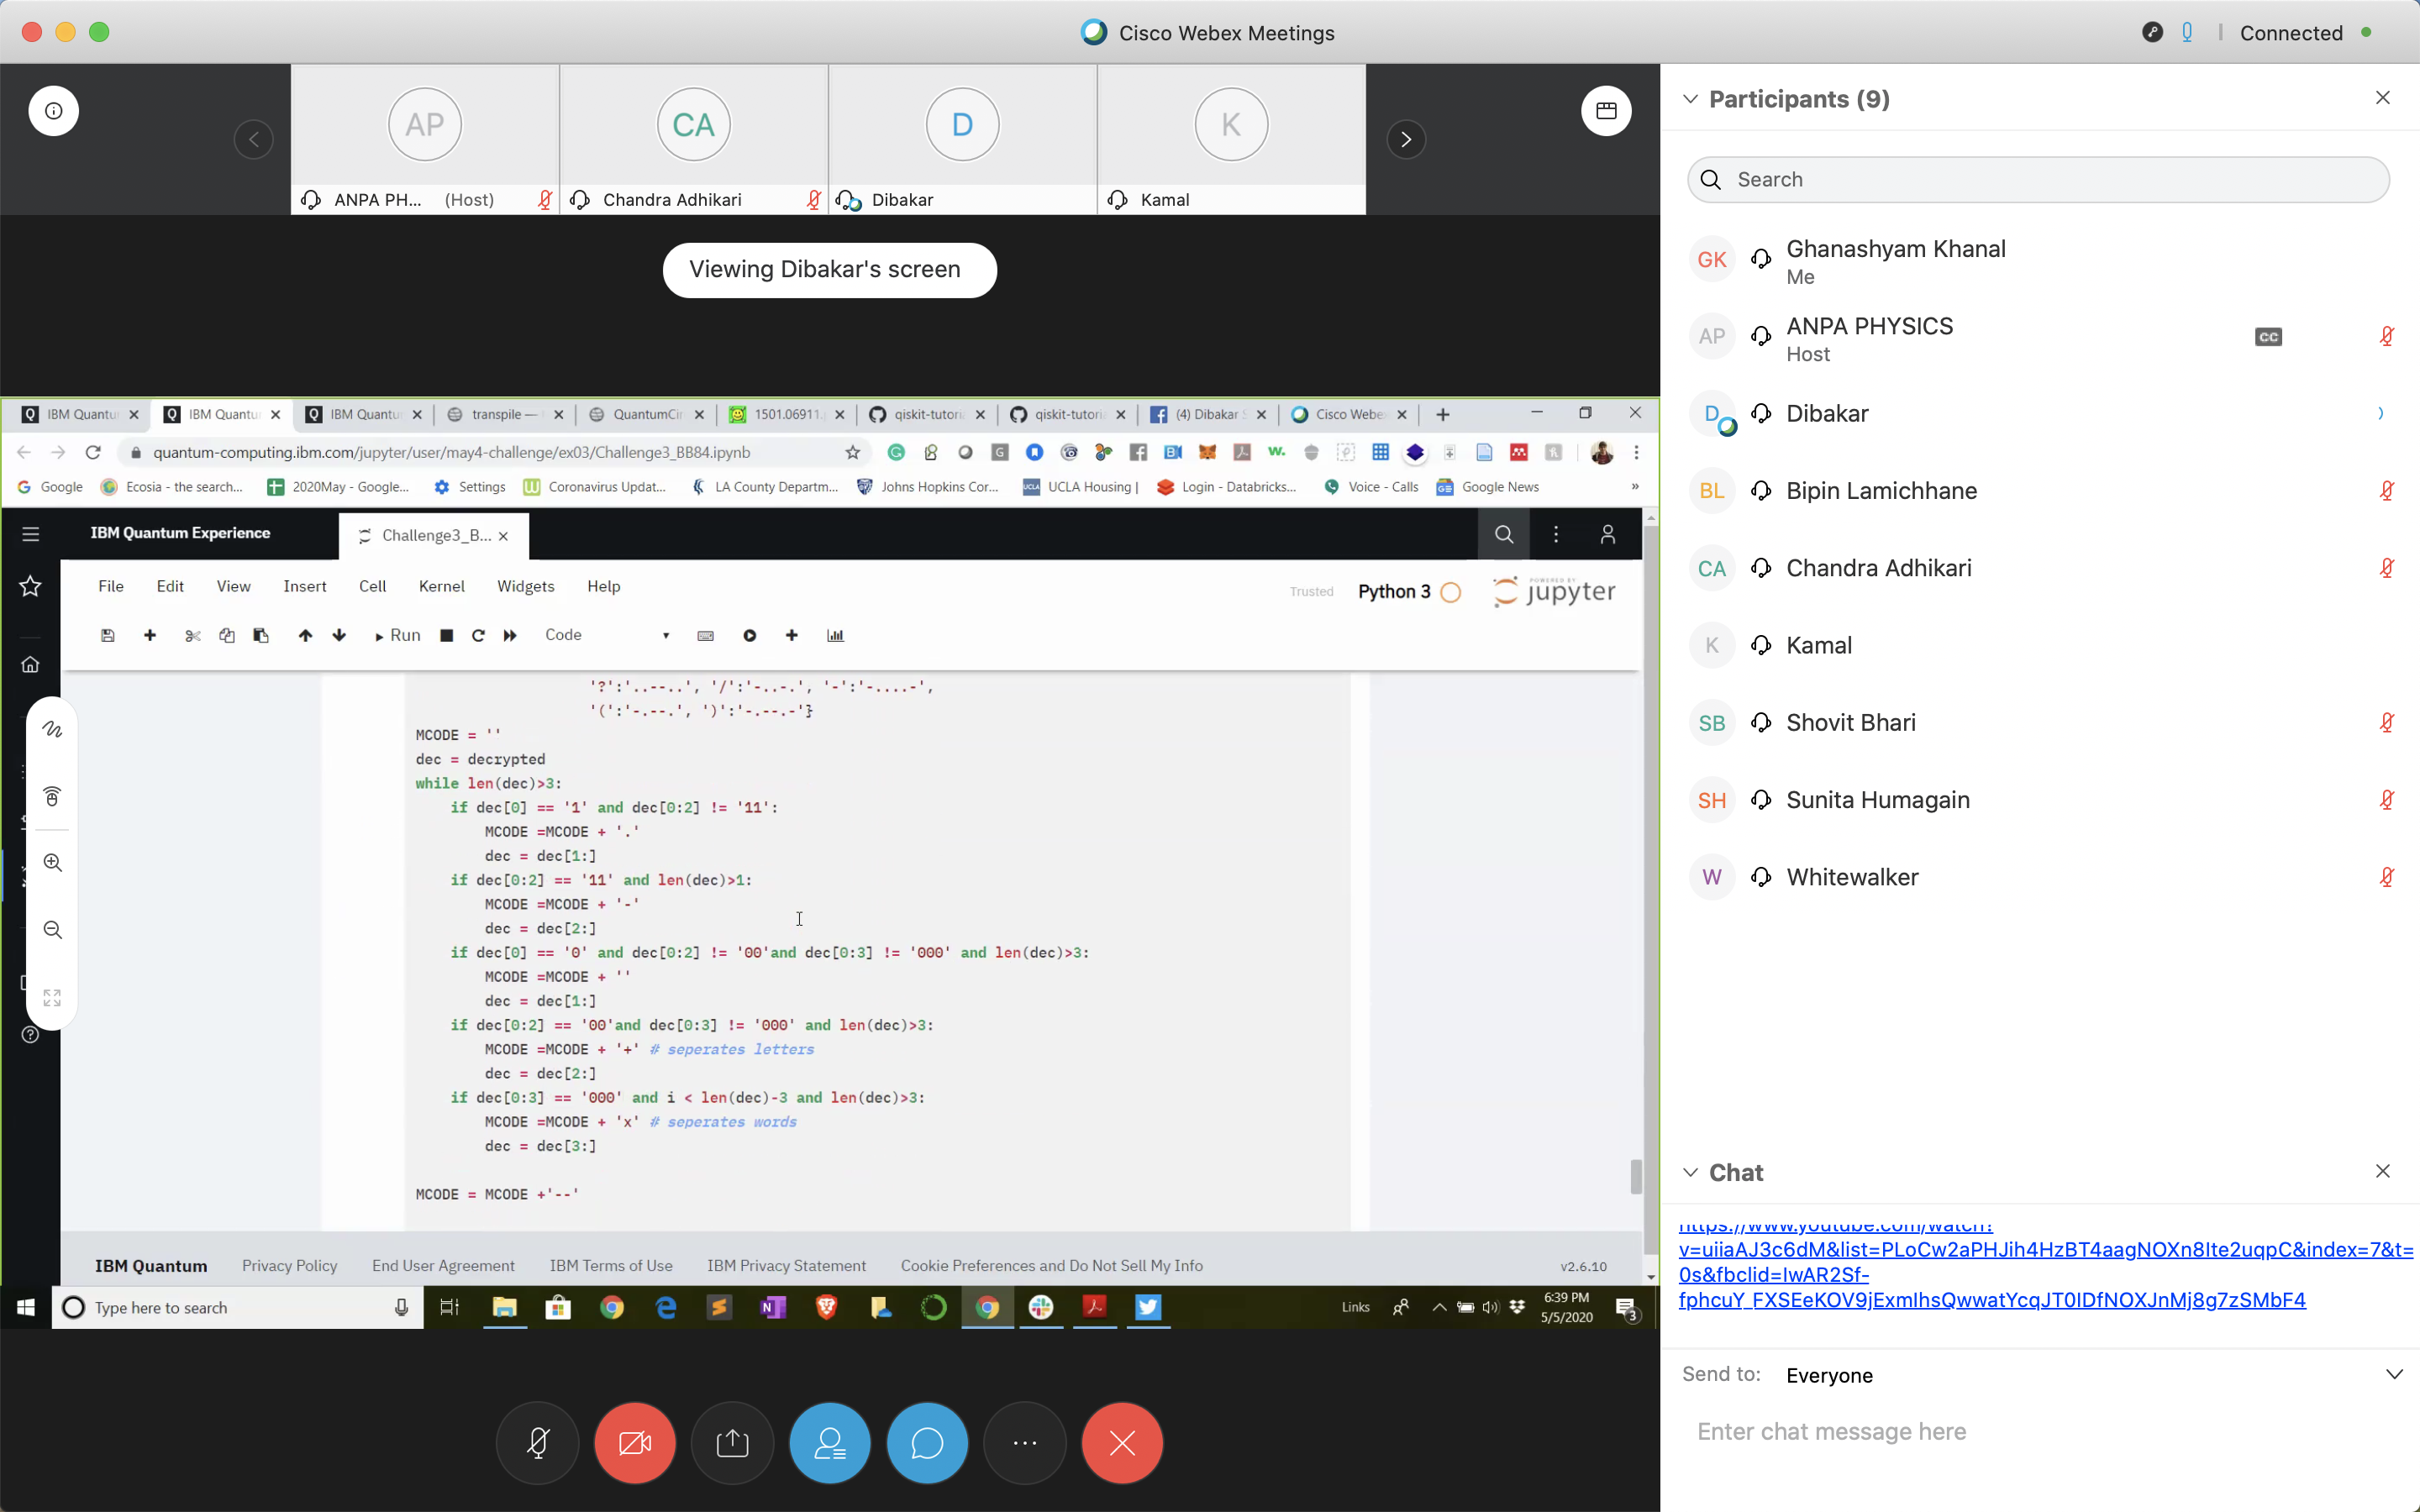 Cisco Webex Meetings
Connected
AP
CA
D
K
ANPA PH... (Host)
Chandra Adhikari
Dibakar
Kamal
Viewing Dibakar's screen
IBM Quantu
IBM Quantu
IBM Quantu
transpile —
QuantumCir
1501.06911.
qiskit-tutoria
qiskit-tutoria
(4) Dibakar S
Cisco Webex
quantum-computing.ibm.com/jupyter/user/may4-challenge/ex03/Challenge3_BB84.ipynb
Google
Ecosia - the search...
2020May - Google...
Settings
Coronavirus Updat...
LA County Departm...
Johns Hopkins Cor...
UCLA Housing |
Login - Databricks...
Voice - Calls
Google News
»
IBM Quantum Experience
Challenge3_B...
File Edit View Insert Cell Kernel Widgets Help
Trusted
Python 3
POWERED BY
jupyter
Run
Code
'?':'..--..', '/':'-..-.', '-':'-....-',
'(':'-.--.', ')':'-.--.-'}
MCODE = ''
dec = decrypted
while len(dec)>3:
    if dec[0] == '1' and dec[0:2] != '11':
        MCODE =MCODE + '.'
        dec = dec[1:]
    if dec[0:2] == '11' and len(dec)>1:
        MCODE =MCODE + '-'
        dec = dec[2:]
    if dec[0] == '0' and dec[0:2] != '00'and dec[0:3] != '000' and len(dec)>3:
        MCODE =MCODE + ''
        dec = dec[1:]
    if dec[0:2] == '00'and dec[0:3] != '000' and len(dec)>3:
        MCODE =MCODE + '+' # seperates letters
        dec = dec[2:]
    if dec[0:3] == '000' and i < len(dec)-3 and len(dec)>3:
        MCODE =MCODE + 'x' # seperates words
        dec = dec[3:]
MCODE = MCODE +'--'
IBM Quantum
Privacy Policy
End User Agreement
IBM Terms of Use
IBM Privacy Statement
Cookie Preferences and Do Not Sell My Info
v2.6.10
Type here to search
Links
6:39 PM
5/5/2020
3
Participants (9)
Search
GK
Ghanashyam Khanal
Me
AP
ANPA PHYSICS
Host
CC
D
Dibakar
BL
Bipin Lamichhane
CA
Chandra Adhikari
K
Kamal
SB
Shovit Bhari
SH
Sunita Humagain
W
Whitewalker
Chat
https://www.youtube.com/watch?
v=uiiaAJ3c6dM&list=PLoCw2aPHJih4HzBT4aagNOXn8Ite2uqpC&index=7&t=
0s&fbclid=IwAR2Sf-
fphcuY_FXSEeKOV9jExmIhsQwwatYcqJT0IDfNOXJnMj8g7zSMbF4
Send to: Everyone
Enter chat message here